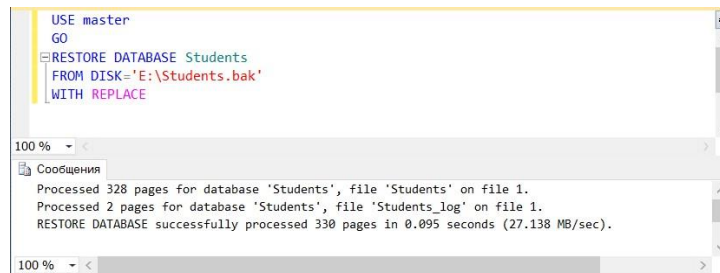 USE master
GO
RESTORE DATABASE Students
FROM DISK='E:\Students.bak'
WITH REPLACE
100 %
Сообщения
Processed 328 pages for database 'Students', file 'Students' on file 1.
Processed 2 pages for database 'Students', file 'Students_log' on file 1.
RESTORE DATABASE successfully processed 330 pages in 0.095 seconds (27.138 MB/sec).
100 %